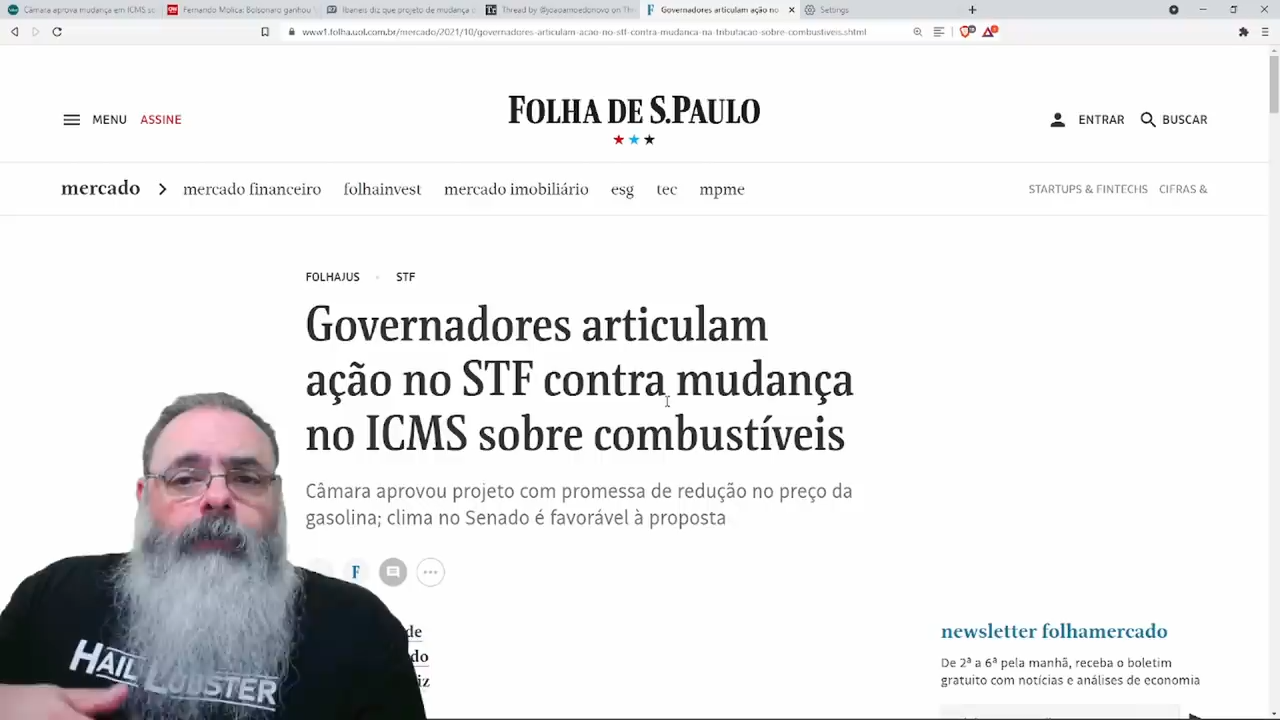 Câmara aprova mudança em ICMS so
Fernando Molica: Bolsonaro ganhou
Ibaneis diz que projeto de mudança
Thread by @joaoamoedonovo on Th
Governadores articulam ação no
Settings
www1.folha.uol.com.br/mercado/2021/10/governadores-articulam-acao-no-stf-contra-mudanca-na-tributacao-sobre-combustiveis.shtml
MENU ASSINE
FOLHA DE S.PAULO
ENTRAR BUSCAR
mercado mercado financeiro folhainvest mercado imobiliário esg tec mpme
STARTUPS & FINTECHS CIFRAS &
FOLHAJUS STF
Governadores articulam
ação no STF contra mudança
no ICMS sobre combustíveis
Câmara aprovou projeto com promessa de redução no preço da
gasolina; clima no Senado é favorável à proposta
F
de
do
iz
HAIL LOBSTER
newsletter folhamercado
De 2ª a 6ª pela manhã, receba o boletim
gratuito com notícias e análises de economia